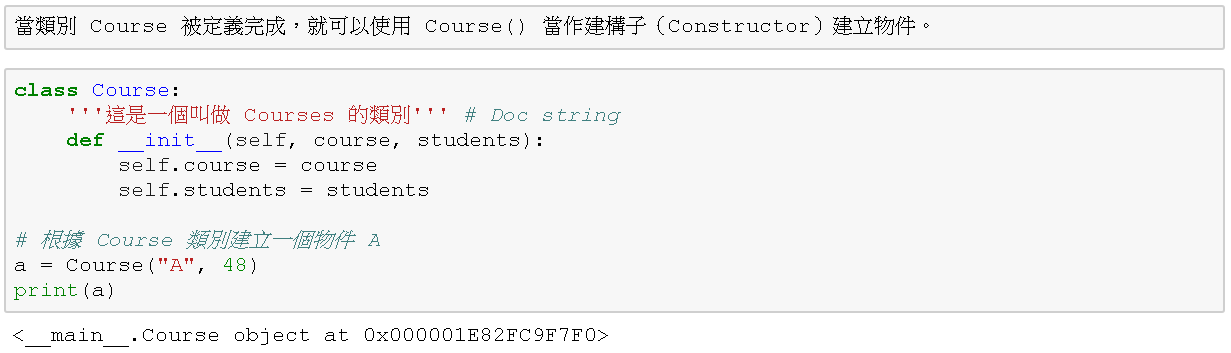 當類別 Course 被定義完成，就可以使用 Course() 當作建構子（Constructor）建立物件。
class Course:
    '''這是一個叫做 Courses 的類別''' # Doc string
    def __init__(self, course, students):
        self.course = course
        self.students = students
# 根據 Course 類別建立一個物件 A
a = Course("A", 48)
print(a)
<__main__.Course object at 0x000001E82FC9F7F0>